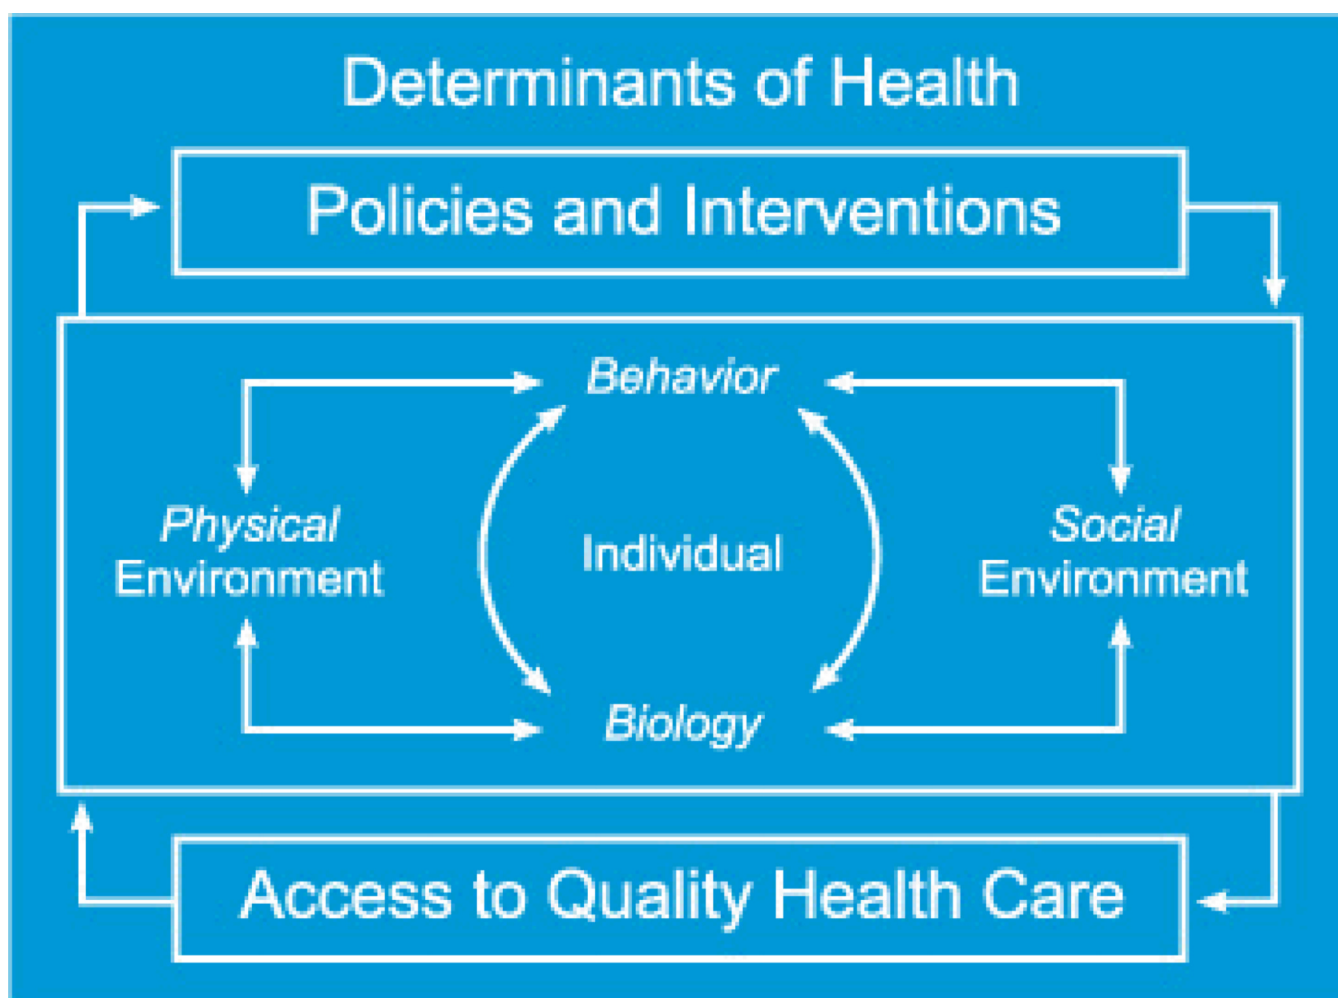 Determinants of Health
Policies and Interventions
Behavior
Physical
Environment
Individual
Social
Environment
Biology
Access to Quality Health Care